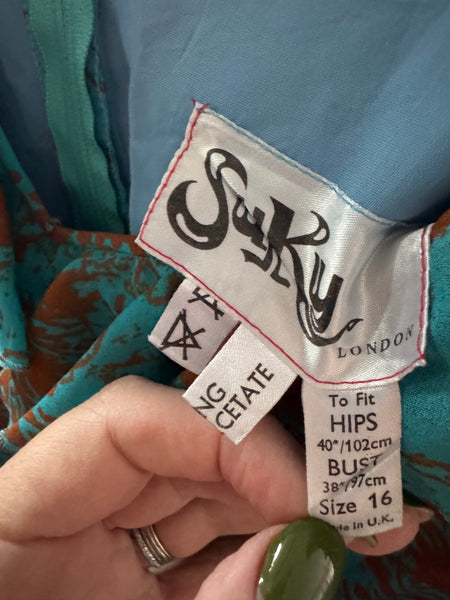 SuKy
LONDON
NG
CETATE
To Fit
HIPS
40"/102cm
BUST
38"/97cm
Size 16
de in U.K.